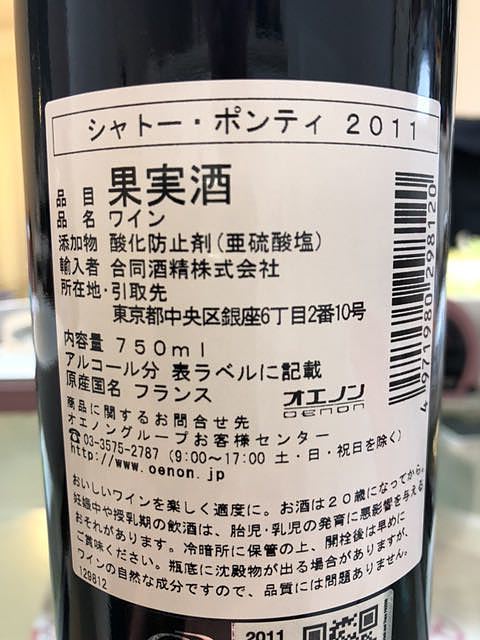 シャトー・ポンティ 2011
品目 果実酒
品名 ワイン
添加物 酸化防止剤(亜硫酸塩)
輸入者 合同酒精株式会社
所在地・引取先
東京都中央区銀座6丁目2番10号
内容量 750ml
アルコール分 表ラベルに記載
原産国名 フランス
オエノン
OENON
商品に関するお問合せ先
オエノングループお客様センター
☎03-3575-2787 (9:00~17:00 土・日・祝日を除く)
http://www.oenon.jp
4 971980 298120
おいしいワインを楽しく適度に。お酒は20歳になってから。
妊娠中や授乳期の飲酒は、胎児・乳児の発育に悪影響を与える
おそれがあります。冷暗所に保管の上、開栓後は早めに
ご賞味ください。瓶底に沈殿物が出る場合がありますが、
ワインの自然な成分ですので、品質には問題ありません。
129812
2011